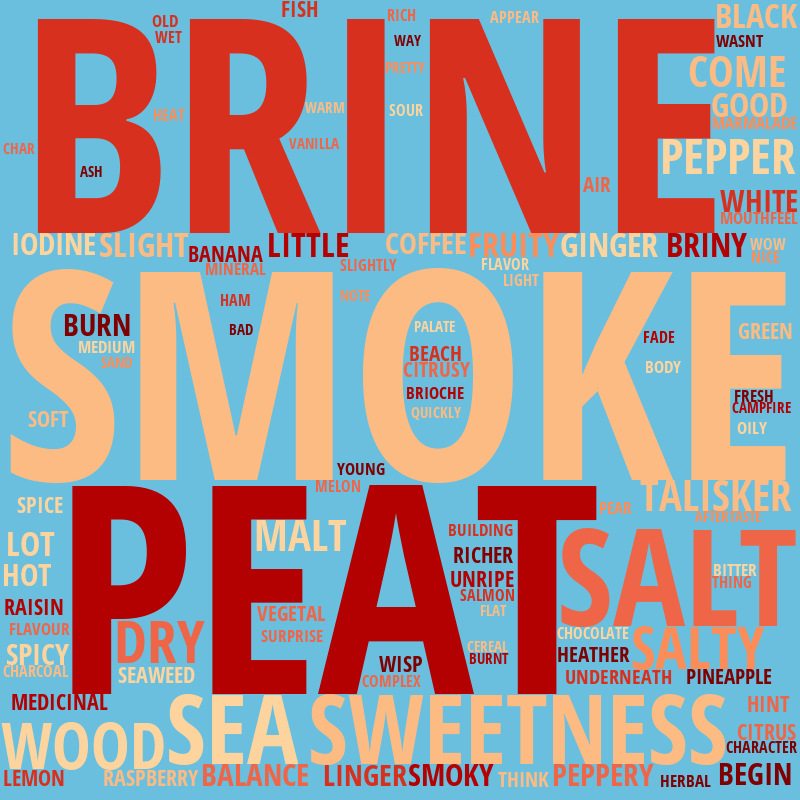 BRINE
OLD
WET
FISH
RICH
WAY
APPEAR
BLACK
WASNT
COME
GOOD
MARMALADE
PEPPER
WHITE
MOUTHFEEL
PRETTY
HEAT
WARM
SOUR
CHAR
ASH
VANILLA
AIR
IODINE
SLIGHT
BANANA
MINERAL
LITTLE
COFFEE
FRUITY
GINGER
BRINY
WOW
NICE
SLIGHTLY
FLAVOR
LIGHT
SMOKE
HAM
NOTE
BAD
BURN
MEDIUM
SAND
PALATE
BEACH
CITRUSY
BRIOCHE
QUICKLY
FADE
BODY
GREEN
FRESH
CAMPFIRE
OILY
SOFT
YOUNG
MELON
PEAT
SPICE
PEAR
TALISKER
AFTERTASTE
MALT
BUILDING
RICHER
UNRIPE
SALMON
FLAT
SALT
BITTER
THING
LOT
HOT
RAISIN
FLAVOUR
SPICY
CHARCOAL
DRY
SEAWEED
VEGETAL
SURPRISE
WISP
COMPLEX
CEREAL
BURNT
CHOCOLATE
HEATHER
SALTY
UNDERNEATH
PINEAPPLE
MEDICINAL
WOOD
SEA
SWEETNESS
HINT
CITRUS
CHARACTER
LEMON
RASPBERRY
BALANCE
LINGER
SMOKY
THINK
PEPPERY
HERBAL
BEGIN